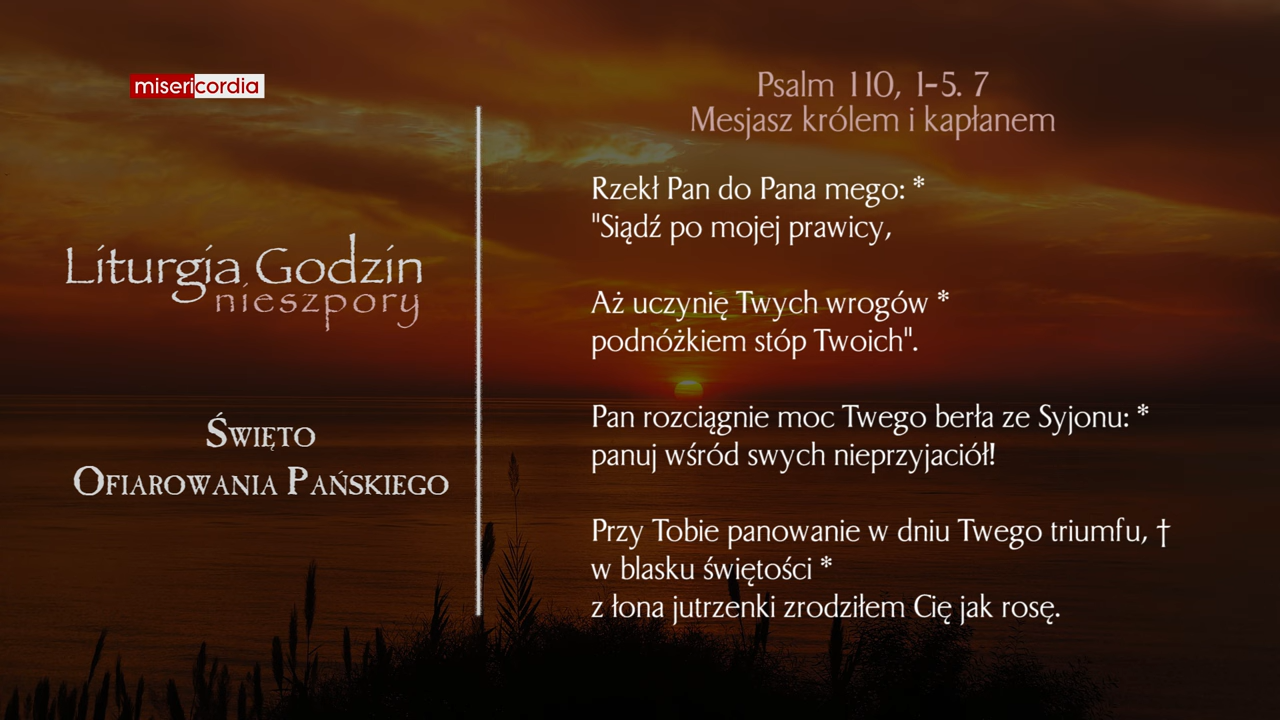 misericordia
Liturgia Godzin
nieszpory
Święto
Ofiarowania Pańskiego
Psalm 110, 1-5. 7
Mesjasz królem i kapłanem
Rzekł Pan do Pana mego: *
"Siądź po mojej prawicy,
Aż uczynię Twych wrogów *
podnóżkiem stóp Twoich".
Pan rozciągnie moc Twego berła ze Syjonu: *
panuj wśród swych nieprzyjaciół!
Przy Tobie panowanie w dniu Twego triumfu, †
w blasku świętości *
z łona jutrzenki zrodziłem Cię jak rosę.